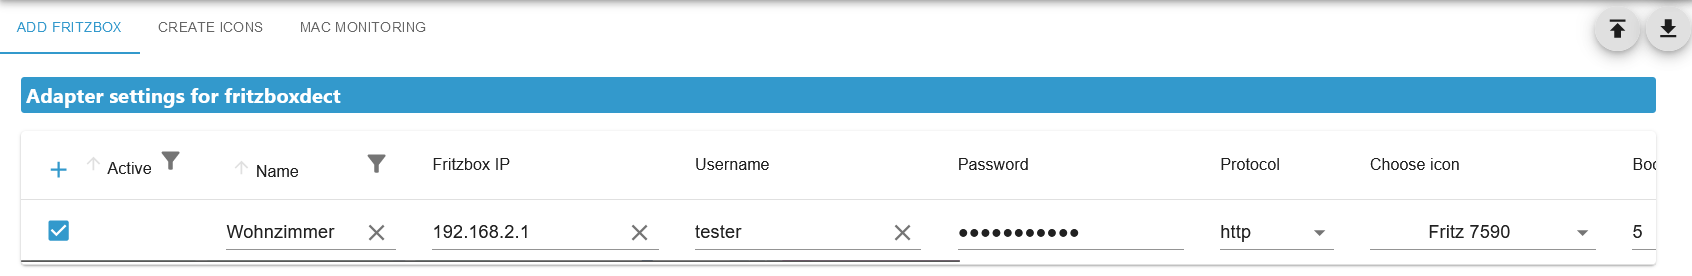 ADD FRITZBOX CREATE ICONS MAC MONITORING
Adapter settings for fritzboxdect
Active Name Fritzbox IP Username Password Protocol Choose icon
Wohnzimmer 192.168.2.1 tester ●●●●●●●●●●● http Fritz 7590 5